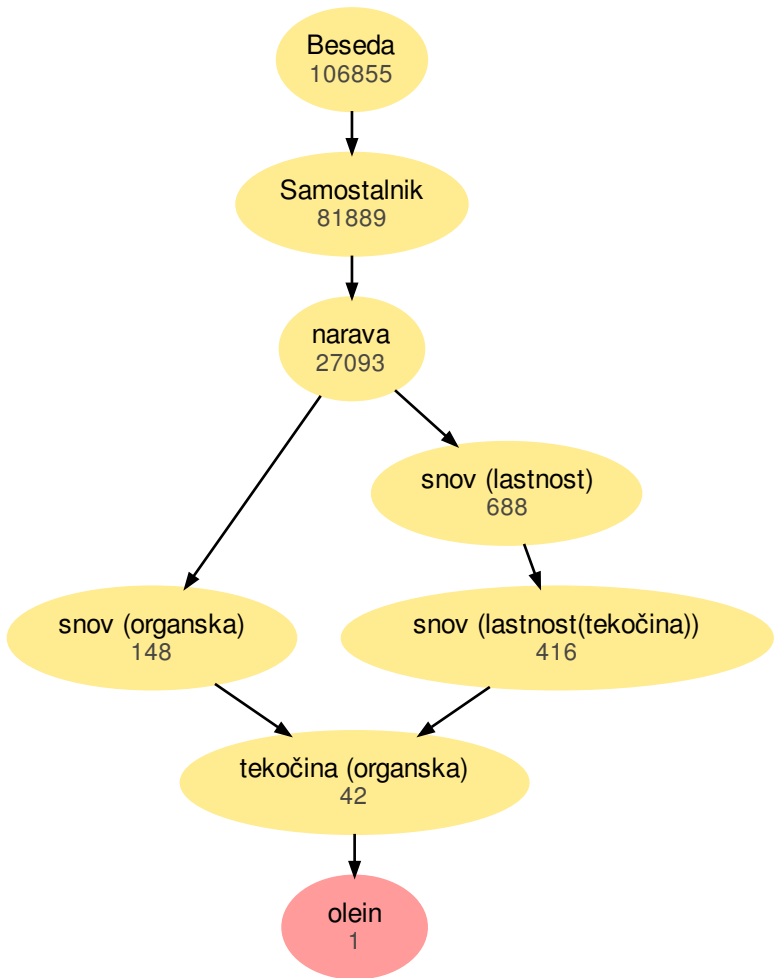 Beseda
106855
Samostalnik
81889
narava
27093
snov (lastnost)
688
snov (organska)
148
snov (lastnost(tekočina))
416
tekočina (organska)
42
olein
1